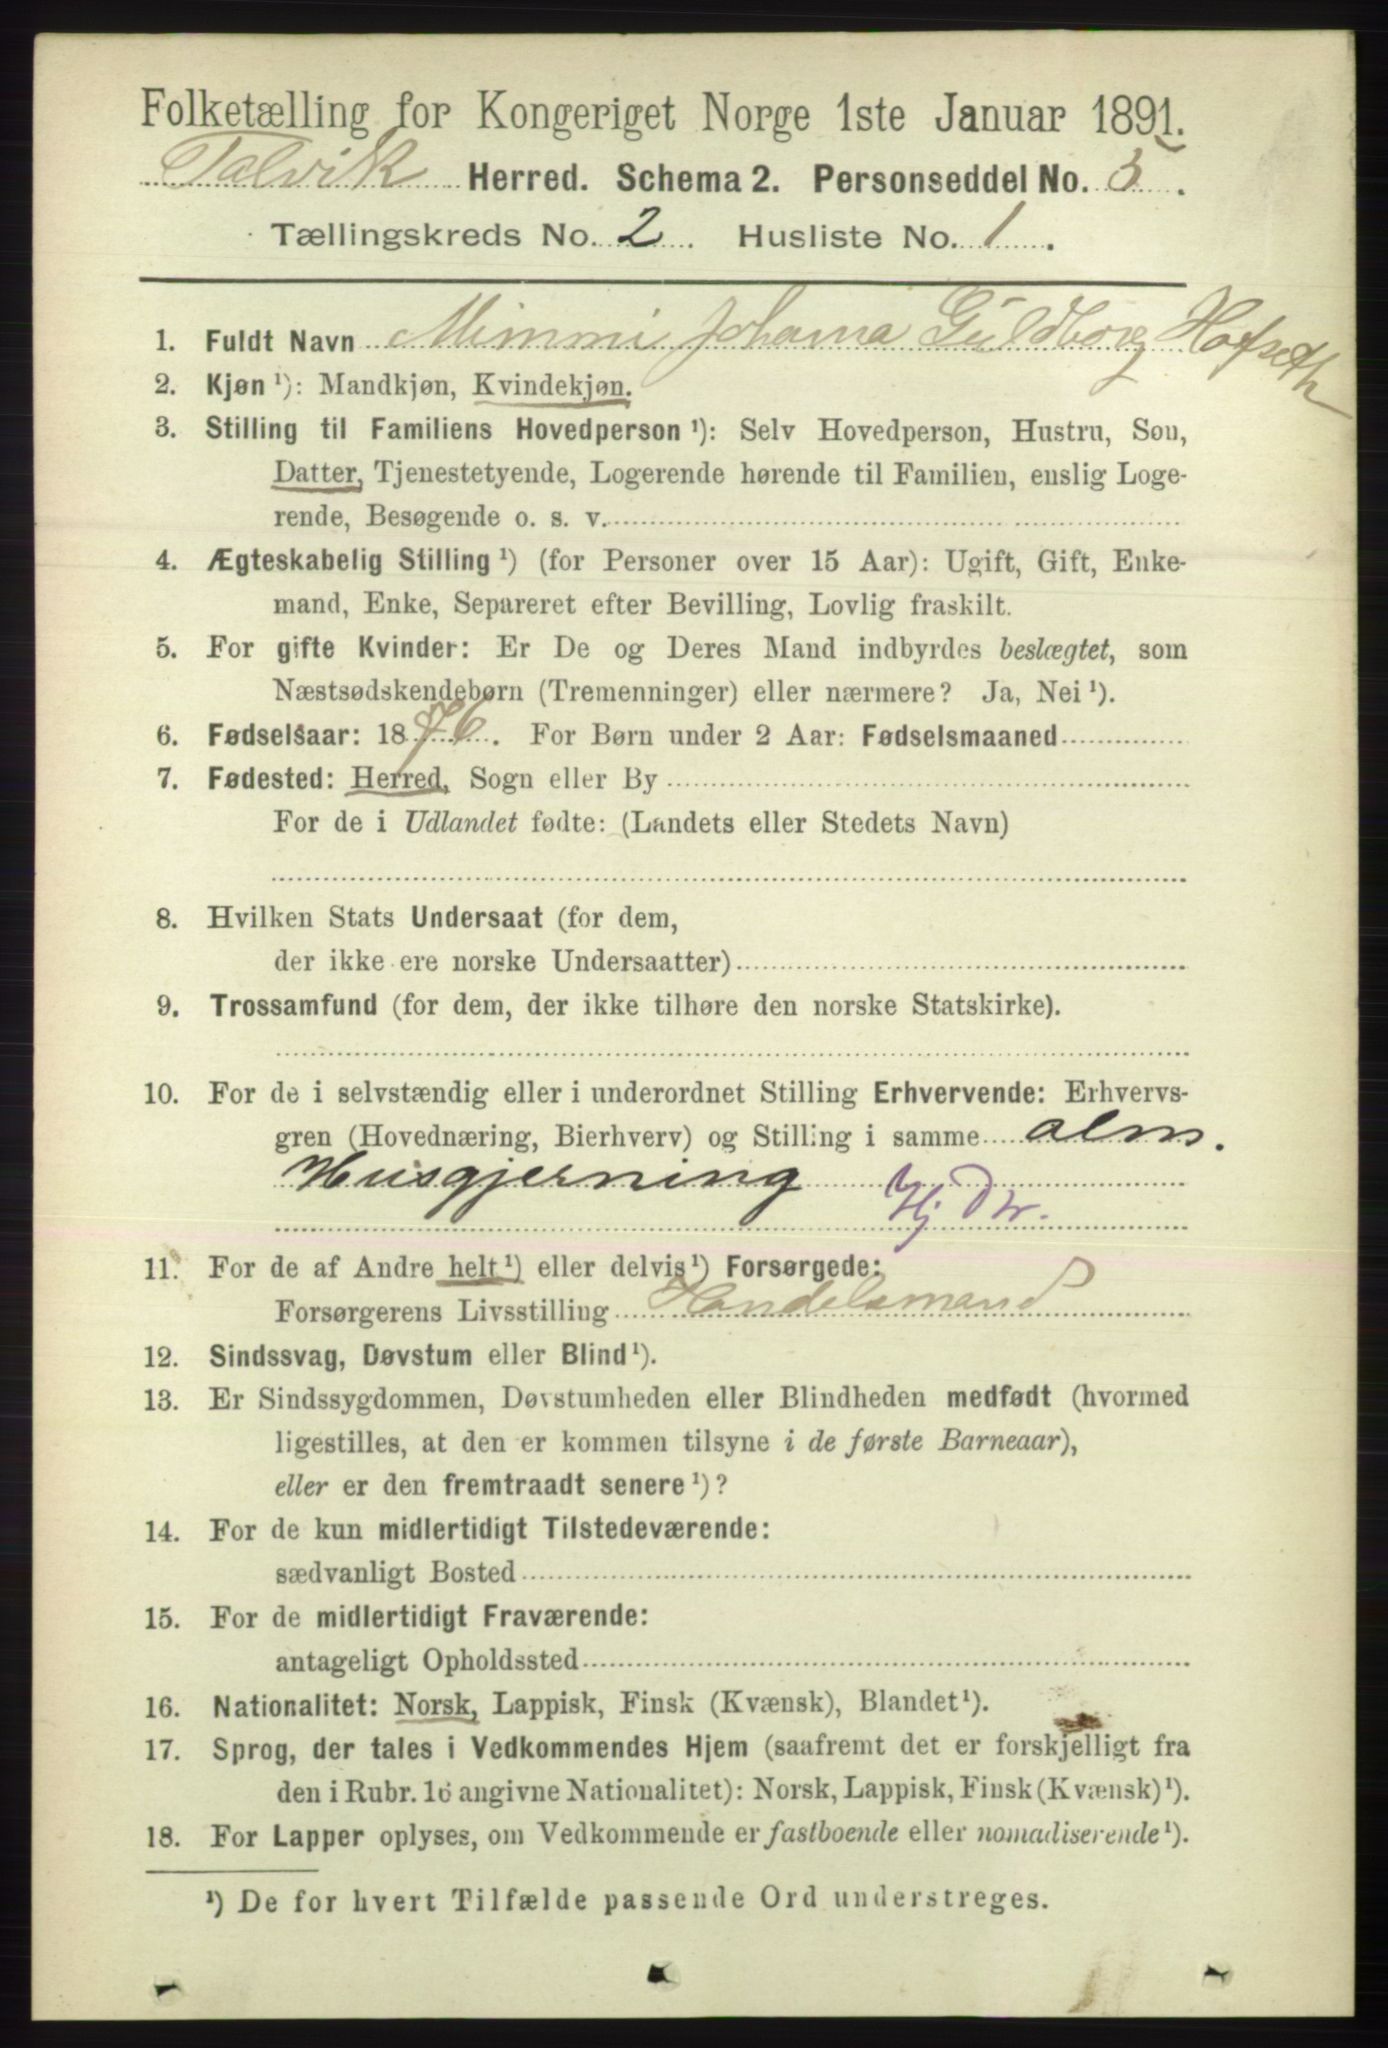 Folketælling for Kongeriget Norge 1ste Januar 1891.
Talvik Herred. Schema 2. Personseddel No. 5.
Tællingskreds No. 2. Husliste No. 1.
1. Fuldt Navn Mimmi Johanna Guldborg Hofseth
2. Kjøn ¹): Mandkjøn, Kvindekjøn.
3. Stilling til Familiens Hovedperson ¹): Selv Hovedperson, Hustru, Søn,
Datter, Tjenestetyende, Logerende hørende til Familien, enslig Loge-
rende, Besøgende o. s. v.
4. Ægteskabelig Stilling ¹) (for Personer over 15 Aar): Ugift, Gift, Enke-
mand, Enke, Separeret efter Bevilling, Lovlig fraskilt.
5. For gifte Kvinder: Er De og Deres Mand indbyrdes beslægtet, som
Næstsødskendebørn (Tremenninger) eller nærmere? Ja, Nei ¹).
6. Fødselsaar: 1876. For Børn under 2 Aar: Fødselsmaaned
7. Fødested: Herred, Sogn eller By
For de i Udlandet fødte: (Landets eller Stedets Navn)
8. Hvilken Stats Undersaat (for dem,
der ikke ere norske Undersaatter)
9. Trossamfund (for dem, der ikke tilhøre den norske Statskirke).
10. For de i selvstændig eller i underordnet Stilling Erhvervende: Erhvervs-
gren (Hovednæring, Bierhverv) og Stilling i samme alm.
Husgjerning Hj Dtr.
11. For de af Andre helt ¹) eller delvis ¹) Forsørgede:
Forsørgerens Livsstilling Handelsmand
12. Sindssvag, Døvstum eller Blind ¹).
13. Er Sindssygdommen, Døvstumheden eller Blindheden medfødt (hvormed
ligestilles, at den er kommen tilsyne i de første Barneaar),
eller er den fremtraadt senere ¹)?
14. For de kun midlertidigt Tilstedeværende:
sædvanligt Bosted
15. For de midlertidigt Fraværende:
antageligt Opholdssted
16. Nationalitet: Norsk, Lappisk, Finsk (Kvænsk), Blandet ¹).
17. Sprog, der tales i Vedkommendes Hjem (saafremt det er forskjelligt fra
den i Rubr. 16 angivne Nationalitet): Norsk, Lappisk, Finsk (Kvænsk) ¹).
18. For Lapper oplyses, om Vedkommende er fastboende eller nomadiserende ¹).
¹) De for hvert Tilfælde passende Ord understreges.